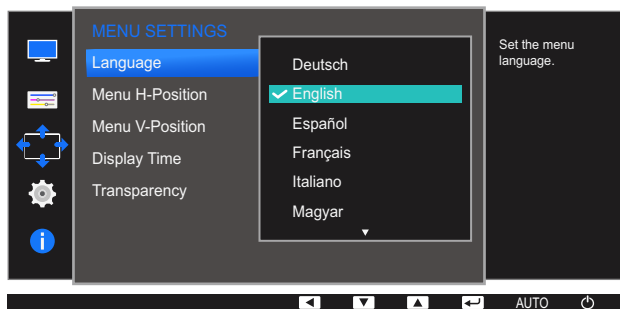 MENU SETTINGS
Language
Menu H-Position
Menu V-Position
Display Time
Transparency
Deutsch
English
Español
Français
Italiano
Magyar
Set the menu
language.
AUTO